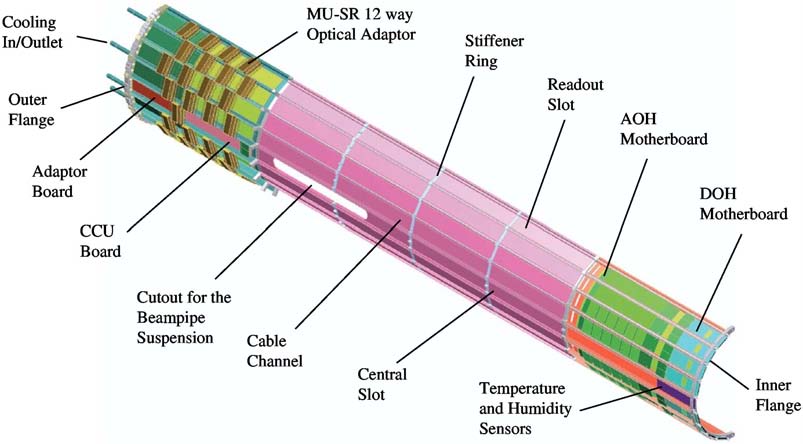 Cooling
In/Outlet
MU-SR 12 way
Optical Adaptor
Stiffener
Ring
Readout
Slot
AOH
Motherboard
DOH
Motherboard
Outer
Flange
Adaptor
Board
CCU
Board
Cutout for the
Beampipe
Suspension
Cable
Channel
Central
Slot
Temperature
and Humidity
Sensors
Inner
Flange